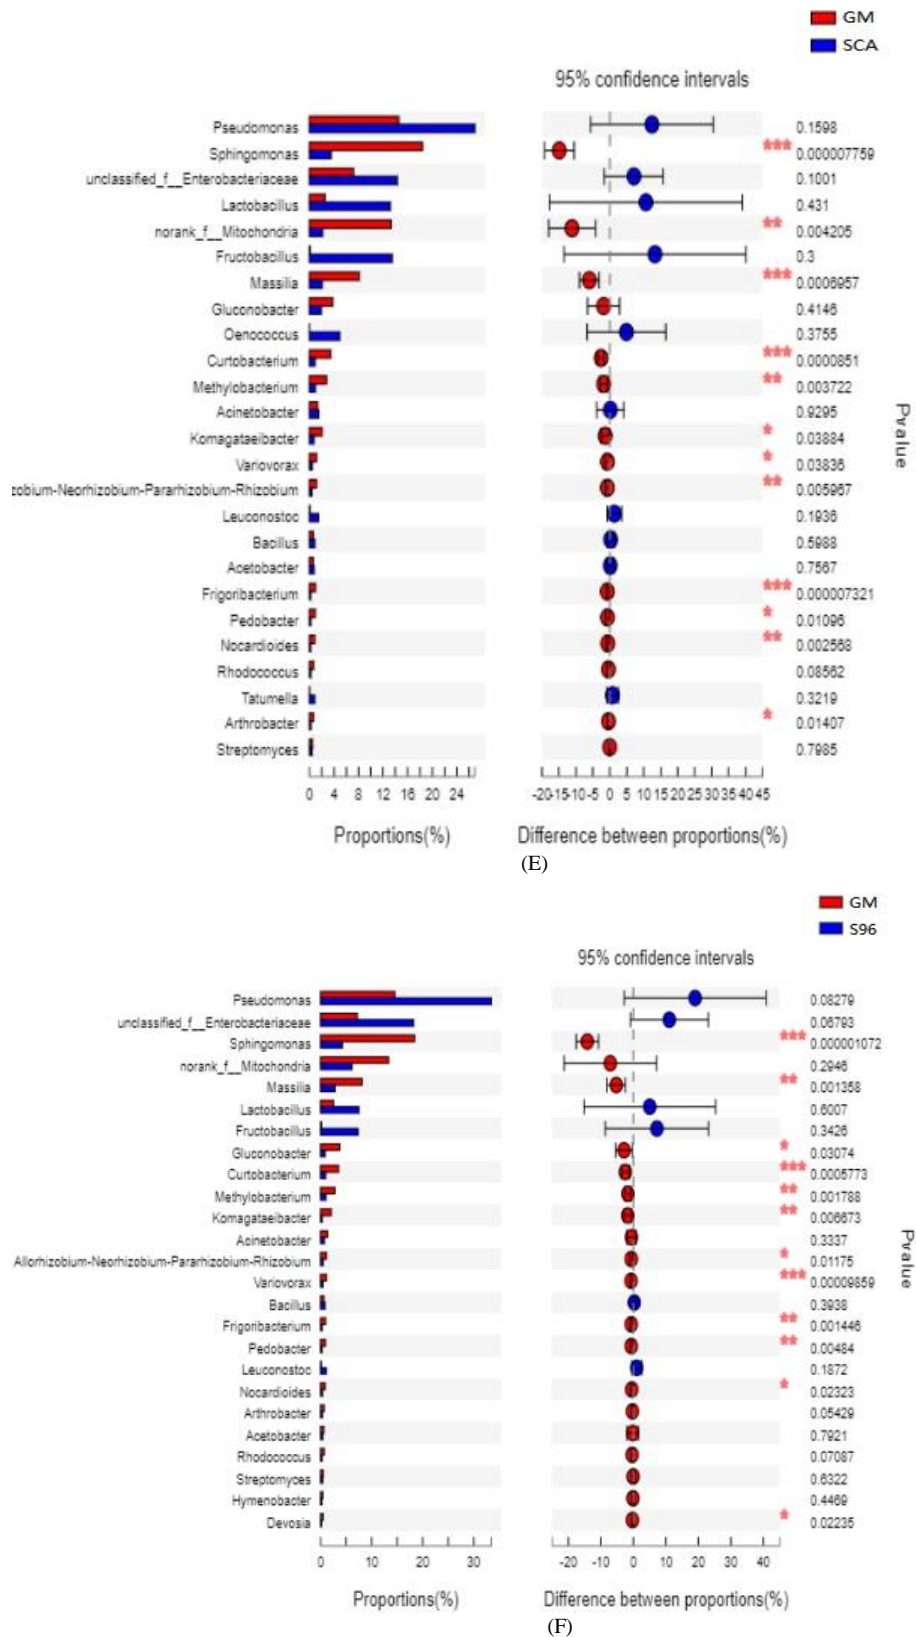 GM
SCA
95% confidence intervals
Pseudomonas 0.1598
Sphingomonas *** 0.000007759
unclassified_f__Enterobacteriaceae 0.1001
Lactobacillus 0.431
norank_f__Mitochondria ** 0.004205
Fructobacillus 0.3
Massilia *** 0.0006957
Gluconobacter 0.4146
Oenococcus 0.3755
Curtobacterium *** 0.0000851
Methylobacterium ** 0.003722
Acinetobacter 0.9295
Komagataeibacter * 0.03884
Variovorax * 0.03836
zobium-Neorhizobium-Pararhizobium-Rhizobium ** 0.005967
Leuconostoc 0.1936
Bacillus 0.5988
Acetobacter 0.7567
Frigoribacterium *** 0.000007321
Pedobacter * 0.01096
Nocardioides ** 0.002568
Rhodococcus 0.08562
Tatumella 0.3219
Arthrobacter * 0.01407
Streptomyces 0.7985
Pvalue
0 4 8 12 16 20 24 -20-15-10-5 0 5 10 15 20 25 30 35 40 45
Proportions(%) Difference between proportions(%)
(E)
GM
S96
95% confidence intervals
Pseudomonas 0.08279
unclassified_f__Enterobacteriaceae 0.06793
Sphingomonas *** 0.000001072
norank_f__Mitochondria 0.2946
Massilia ** 0.001358
Lactobacillus 0.6007
Fructobacillus 0.3426
Gluconobacter * 0.03074
Curtobacterium *** 0.0005773
Methylobacterium ** 0.001788
Komagataeibacter ** 0.006673
Acinetobacter 0.3337
Allorhizobium-Neorhizobium-Pararhizobium-Rhizobium * 0.01175
Variovorax *** 0.00009859
Bacillus 0.3938
Frigoribacterium ** 0.001446
Pedobacter ** 0.00484
Leuconostoc 0.1872
Nocardioides * 0.02323
Arthrobacter 0.05429
Acetobacter 0.7921
Rhodococcus 0.07087
Streptomyces 0.6322
Hymenobacter 0.4469
Devosia * 0.02235
Pvalue
0 10 20 30 -20 -10 0 10 20 30 40
Proportions(%) Difference between proportions(%)
(F)